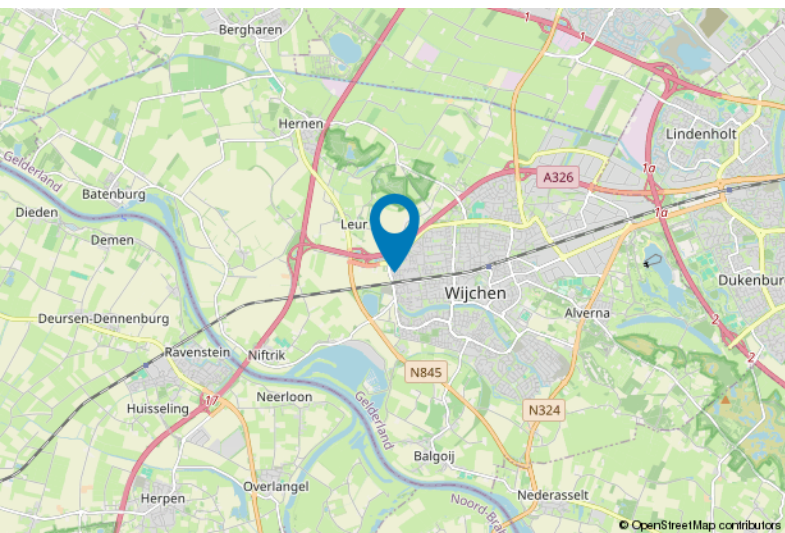 Bergharen
1
1
Hernen
Lindenholt
Gelderland
1a
A326
Batenburg
Dieden
1a
Leur
Demen
Dukenburg
Wijchen
Alverna
Deursen-Dennenburg
2
Ravenstein
Niftrik
2
N845
Neerloon
17
Huisseling
Gelderland
N324
Balgoij
Overlangel
Herpen
Nederasselt
Noord-Bra
© OpenStreetMap contributors